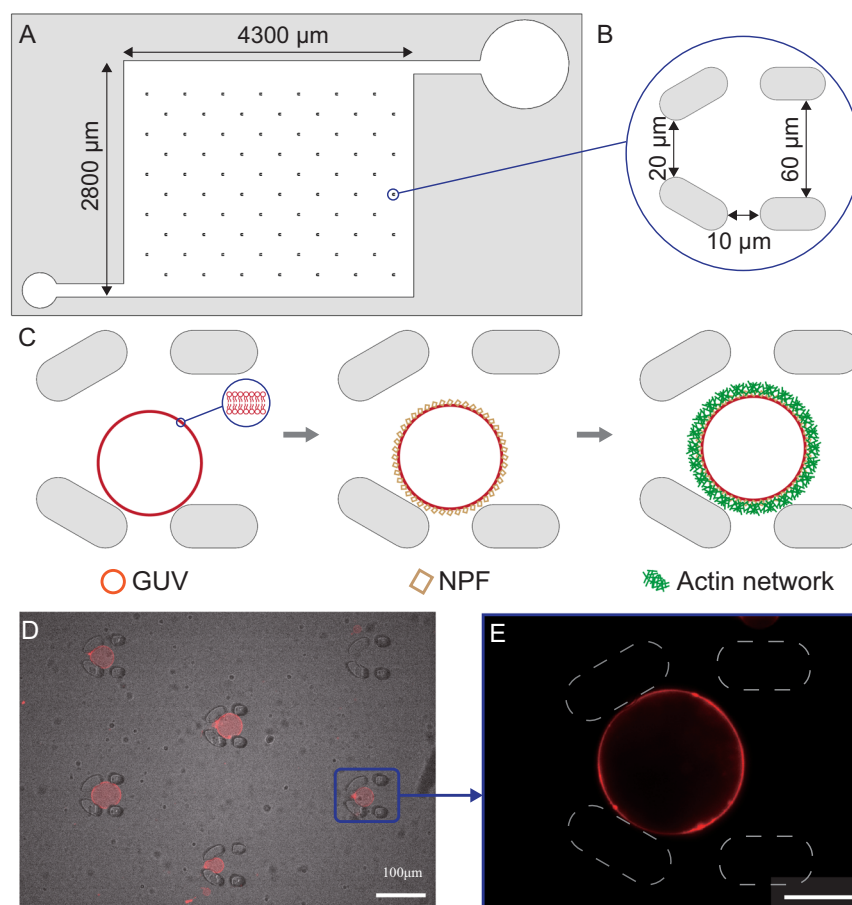 A
4300 µm
2800 µm
B
20 µm
60 µm
10 µm
C
GUV
NPF
Actin network
D
100µm
E